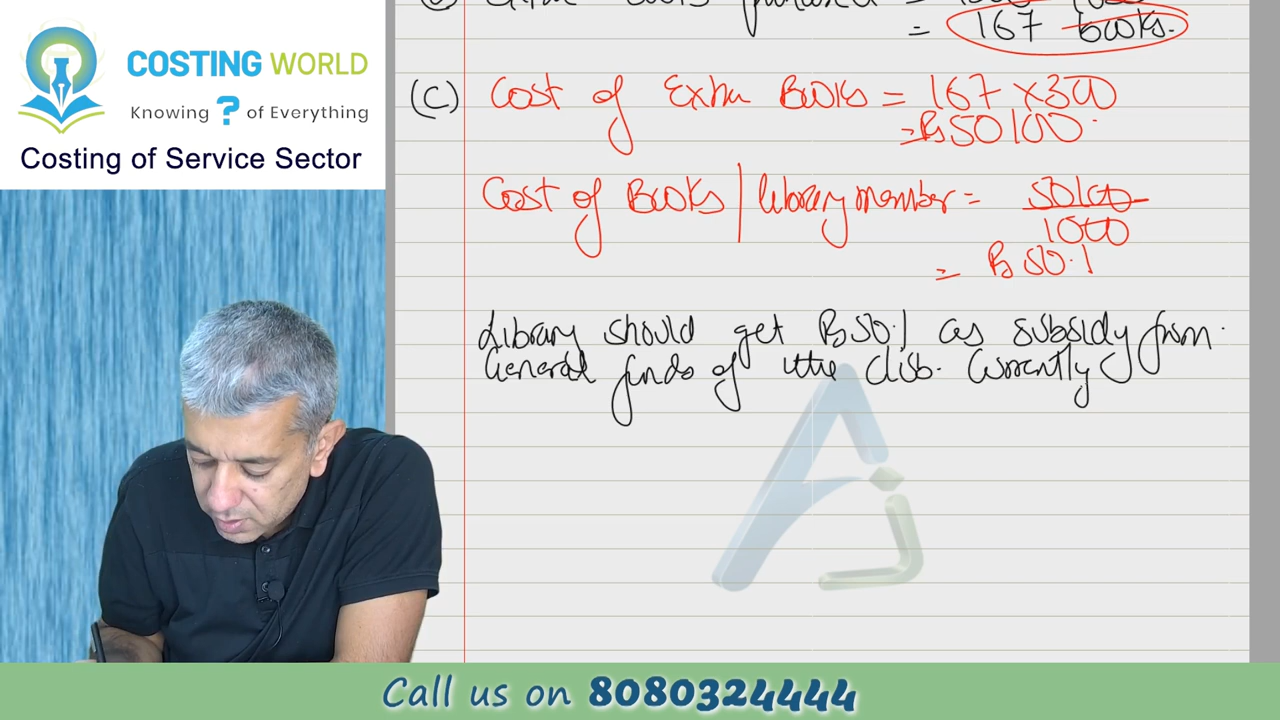 = 167 books.
COSTING WORLD
Knowing ? of Everything
Costing of Service Sector
(C) Cost of Extra Books = 167 x 300
= Rs 50100.
Cost of Books / library member = 50100
1000
= Rs 50.1
Library should get Rs 50.1 as subsidy from
General funds of the club. Currently
Call us on 8080324444